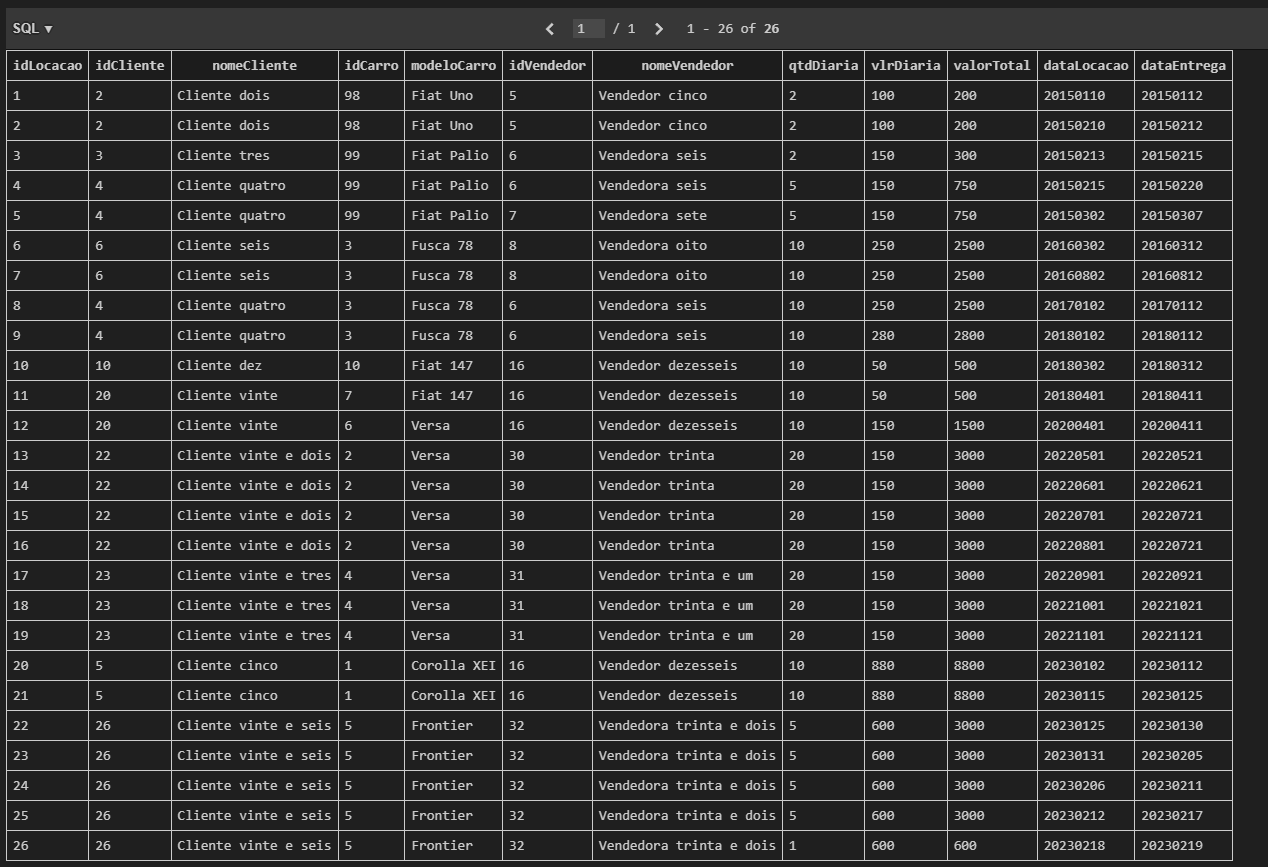 SQL ▼ < 1 / 1 > 1 - 26 of 26
idLocacao idCliente nomeCliente idCarro modeloCarro idVendedor nomeVendedor qtdDiaria vlrDiaria valorTotal dataLocacao dataEntrega
1 2 Cliente dois 98 Fiat Uno 5 Vendedor cinco 2 100 200 20150110 20150112
2 2 Cliente dois 98 Fiat Uno 5 Vendedor cinco 2 100 200 20150210 20150212
3 3 Cliente tres 99 Fiat Palio 6 Vendedora seis 2 150 300 20150213 20150215
4 4 Cliente quatro 99 Fiat Palio 6 Vendedora seis 5 150 750 20150215 20150220
5 4 Cliente quatro 99 Fiat Palio 7 Vendedora sete 5 150 750 20150302 20150307
6 6 Cliente seis 3 Fusca 78 8 Vendedora oito 10 250 2500 20160302 20160312
7 6 Cliente seis 3 Fusca 78 8 Vendedora oito 10 250 2500 20160802 20160812
8 4 Cliente quatro 3 Fusca 78 6 Vendedora seis 10 250 2500 20170102 20170112
9 4 Cliente quatro 3 Fusca 78 6 Vendedora seis 10 280 2800 20180102 20180112
10 10 Cliente dez 10 Fiat 147 16 Vendedor dezesseis 10 50 500 20180302 20180312
11 20 Cliente vinte 7 Fiat 147 16 Vendedor dezesseis 10 50 500 20180401 20180411
12 20 Cliente vinte 6 Versa 16 Vendedor dezesseis 10 150 1500 20200401 20200411
13 22 Cliente vinte e dois 2 Versa 30 Vendedor trinta 20 150 3000 20220501 20220521
14 22 Cliente vinte e dois 2 Versa 30 Vendedor trinta 20 150 3000 20220601 20220621
15 22 Cliente vinte e dois 2 Versa 30 Vendedor trinta 20 150 3000 20220701 20220721
16 22 Cliente vinte e dois 2 Versa 30 Vendedor trinta 20 150 3000 20220801 20220721
17 23 Cliente vinte e tres 4 Versa 31 Vendedor trinta e um 20 150 3000 20220901 20220921
18 23 Cliente vinte e tres 4 Versa 31 Vendedor trinta e um 20 150 3000 20221001 20221021
19 23 Cliente vinte e tres 4 Versa 31 Vendedor trinta e um 20 150 3000 20221101 20221121
20 5 Cliente cinco 1 Corolla XEI 16 Vendedor dezesseis 10 880 8800 20230102 20230112
21 5 Cliente cinco 1 Corolla XEI 16 Vendedor dezesseis 10 880 8800 20230115 20230125
22 26 Cliente vinte e seis 5 Frontier 32 Vendedora trinta e dois 5 600 3000 20230125 20230130
23 26 Cliente vinte e seis 5 Frontier 32 Vendedora trinta e dois 5 600 3000 20230131 20230205
24 26 Cliente vinte e seis 5 Frontier 32 Vendedora trinta e dois 5 600 3000 20230206 20230211
25 26 Cliente vinte e seis 5 Frontier 32 Vendedora trinta e dois 5 600 3000 20230212 20230217
26 26 Cliente vinte e seis 5 Frontier 32 Vendedora trinta e dois 1 600 600 20230218 20230219